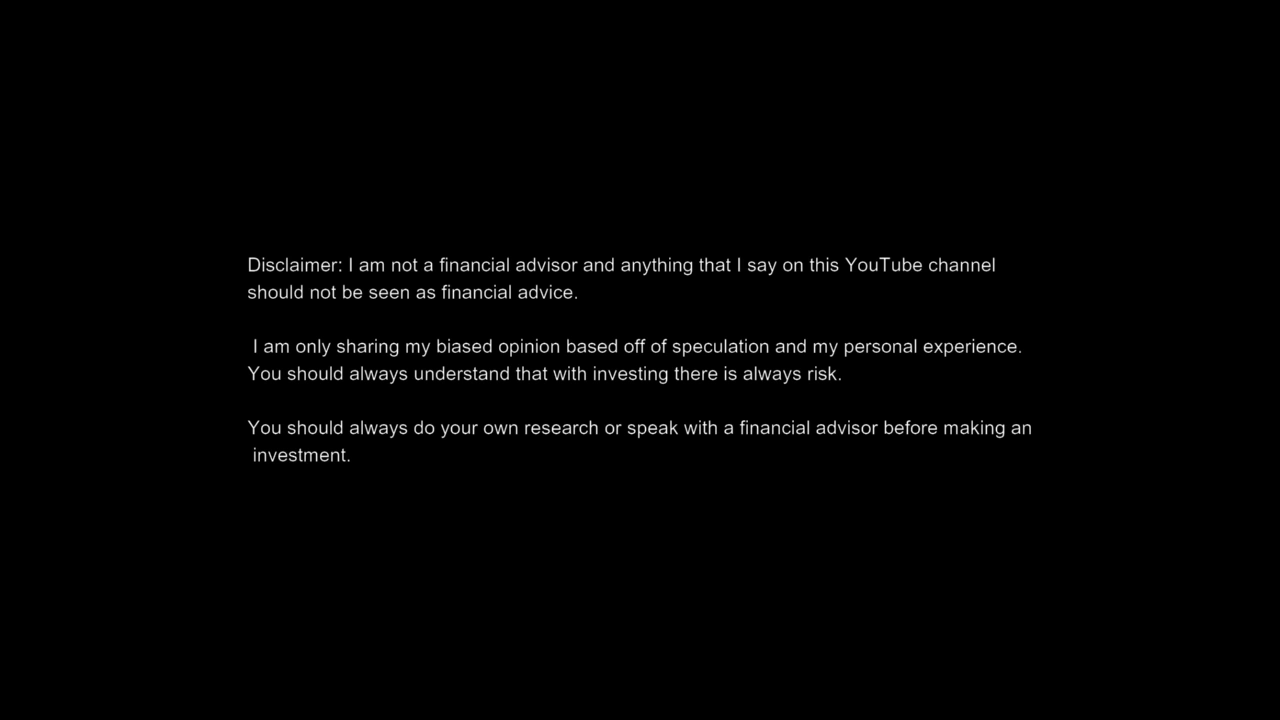 Disclaimer: I am not a financial advisor and anything that I say on this YouTube channel
should not be seen as financial advice.
I am only sharing my biased opinion based off of speculation and my personal experience.
You should always understand that with investing there is always risk.
You should always do your own research or speak with a financial advisor before making an
investment.